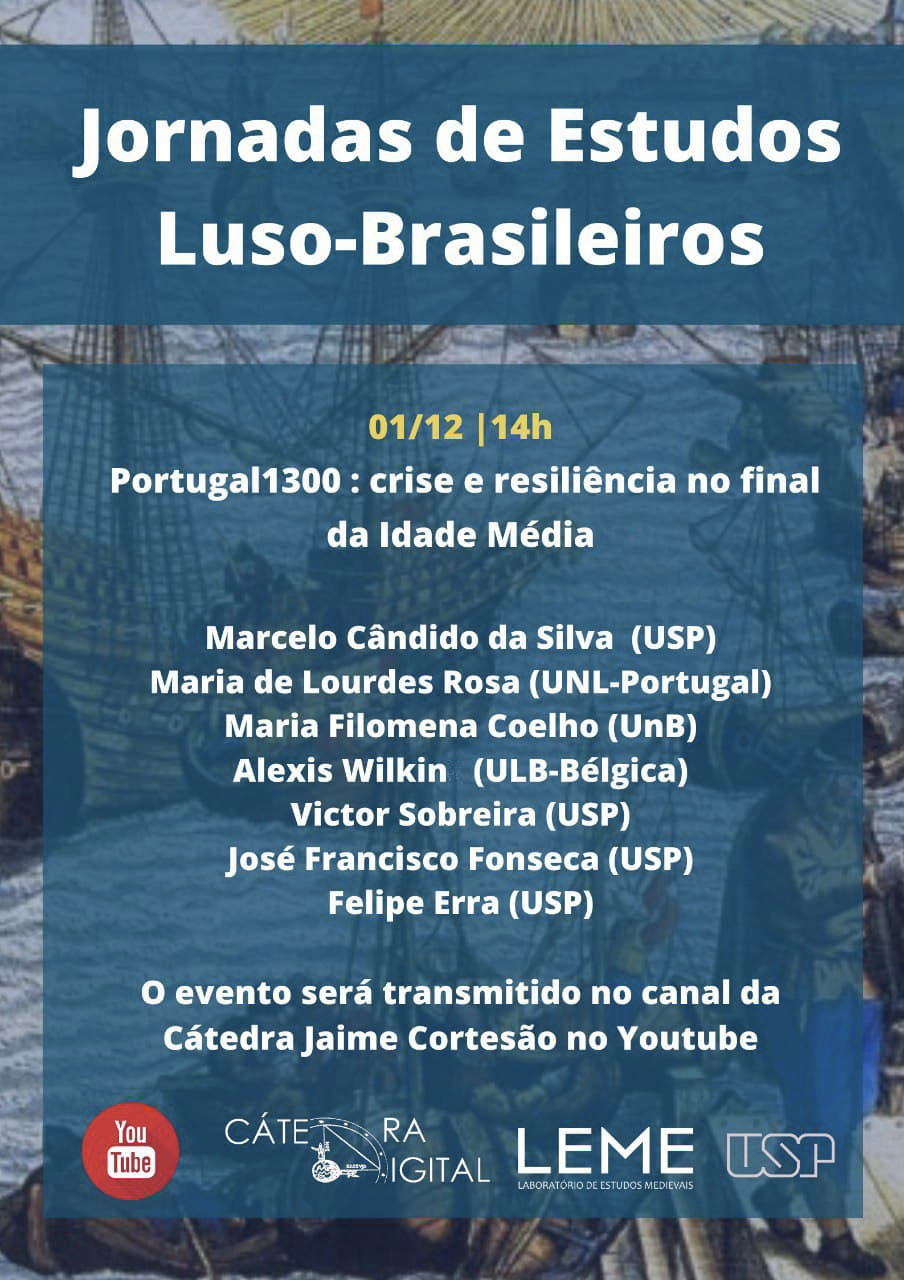 Jornadas de Estudos
Luso-Brasileiros
01/12 |14h
Portugal1300 : crise e resiliência no final
da Idade Média
Marcelo Cândido da Silva (USP)
Maria de Lourdes Rosa (UNL-Portugal)
Maria Filomena Coelho (UnB)
Alexis Wilkin (ULB-Bélgica)
Victor Sobreira (USP)
José Francisco Fonseca (USP)
Felipe Erra (USP)
O evento será transmitido no canal da
Cátedra Jaime Cortesão no Youtube
You
Tube
CÁTEDRA
DIGITAL
LEME
LABORATÓRIO DE ESTUDOS MEDIEVAIS
USP